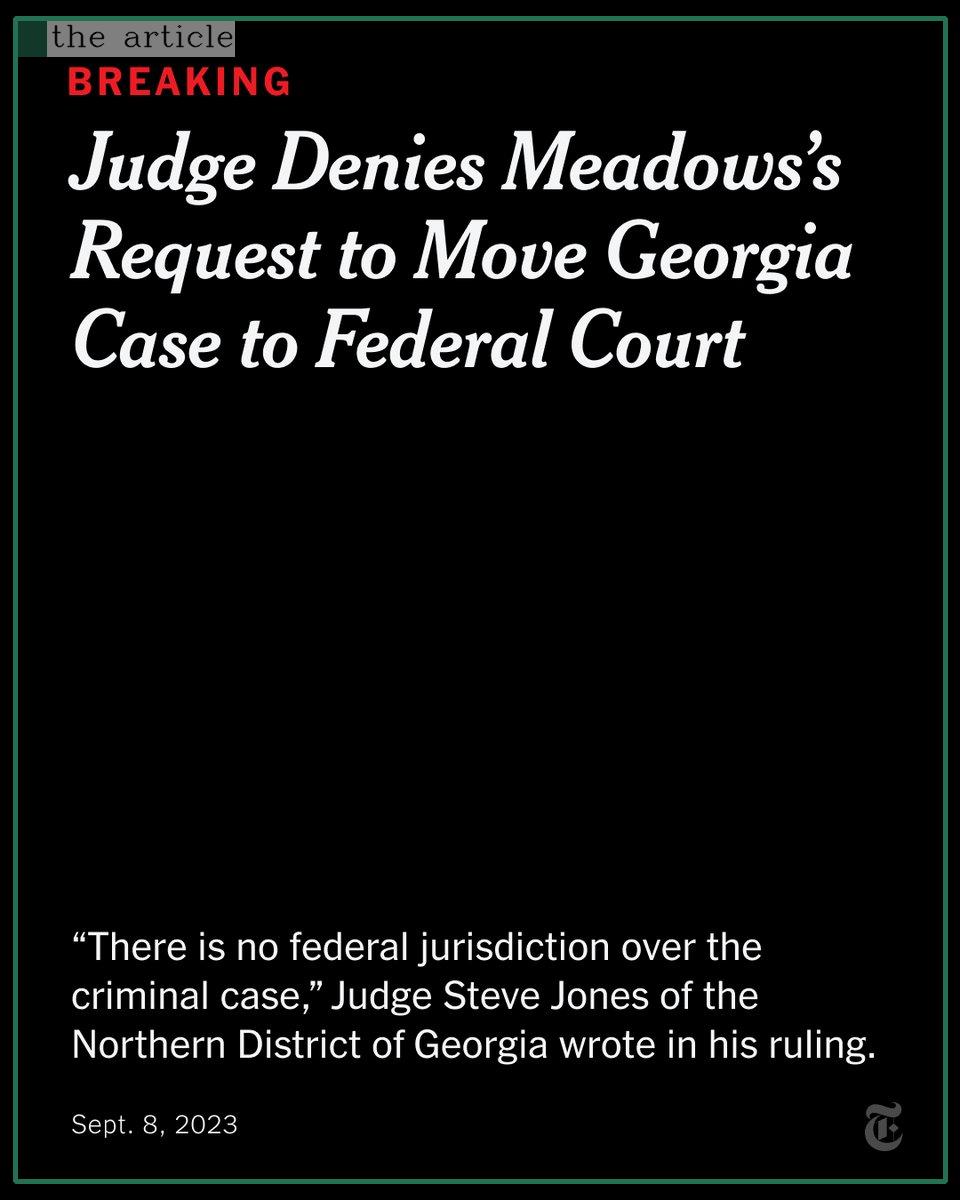 the article
BREAKING
Judge Denies Meadows’s
Request to Move Georgia
Case to Federal Court
“There is no federal jurisdiction over the
criminal case,” Judge Steve Jones of the
Northern District of Georgia wrote in his ruling.
Sept. 8, 2023
T